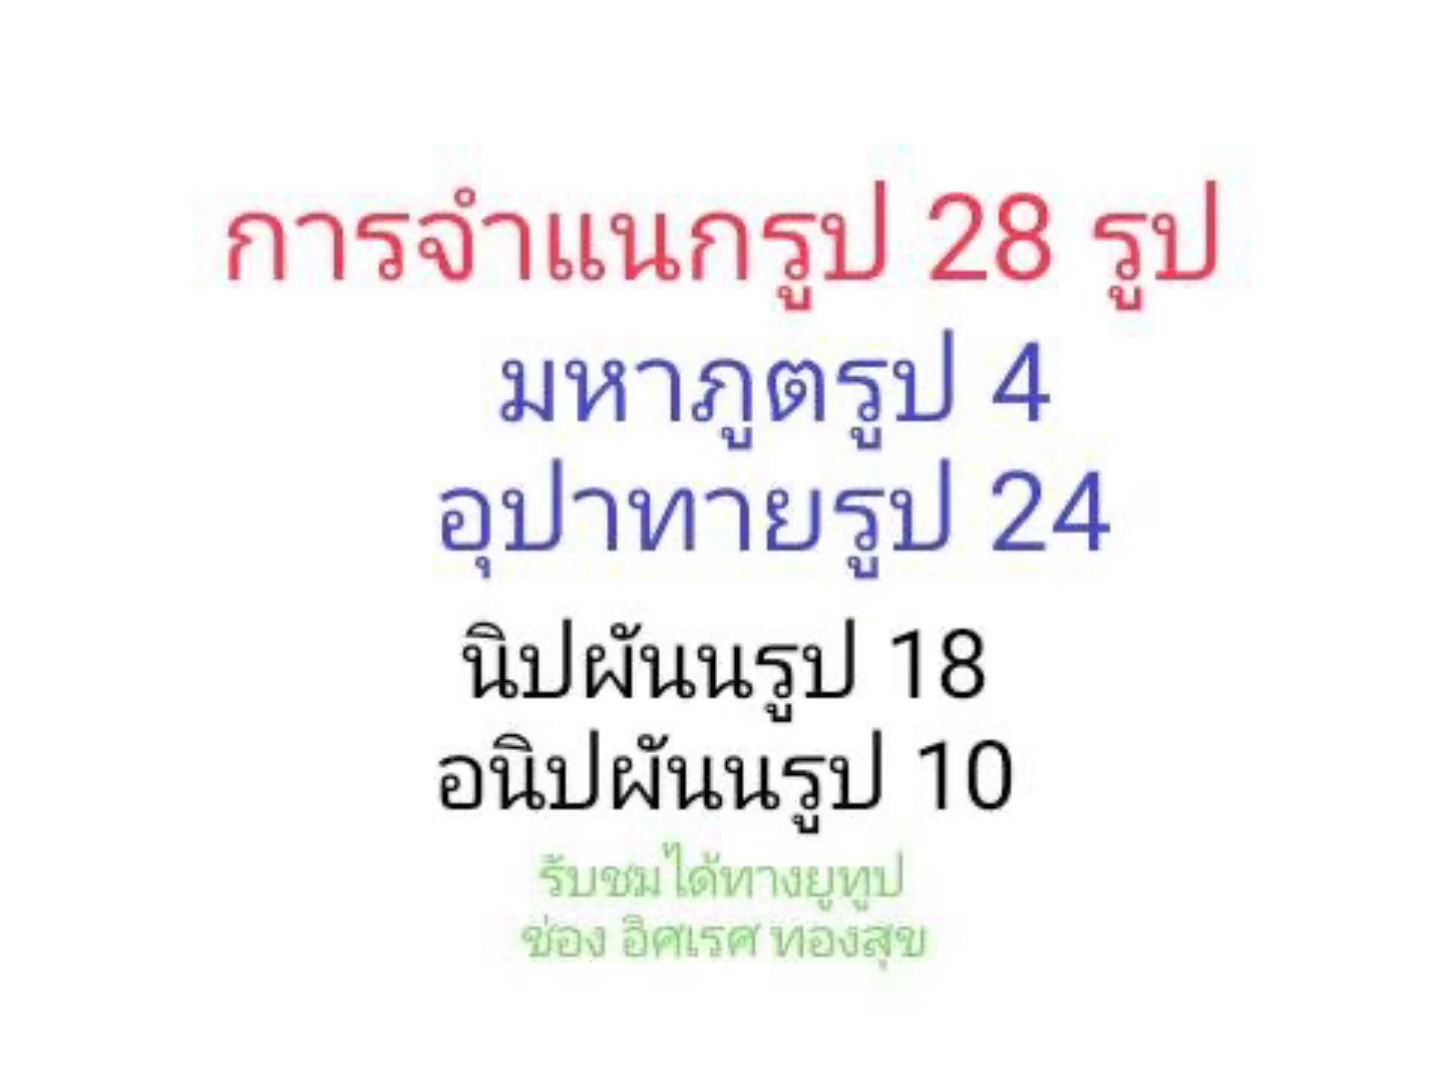 การจำแนกรูป 28 รูป
มหาภูตรูป 4
อุปาทายรูป 24
นิปผันนรูป 18
อนิปผันนรูป 10
รับชมได้ทางยูทูป
ช่อง อิศเรศ ทองสุข